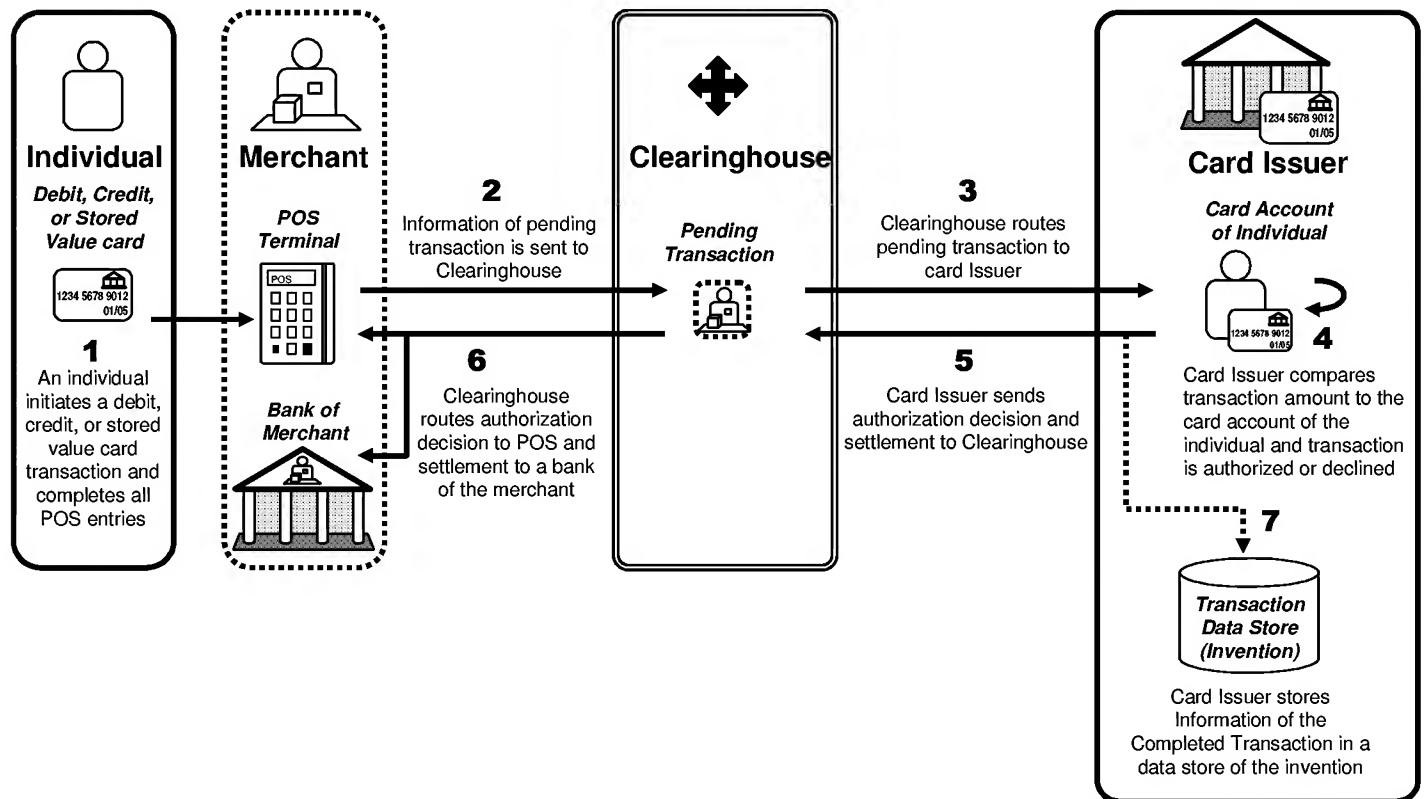 Individual
Debit, Credit,
or Stored
Value card
1234 5678 9012
01/05
1
An individual
initiates a debit,
credit, or stored
value card
transaction and
completes all
POS entries
Merchant
POS
Terminal
POS
Bank of
Merchant
2
Information of pending
transaction is sent to
Clearinghouse
6
Clearinghouse
routes authorization
decision to POS and
settlement to a bank
of the merchant
Clearinghouse
Pending
Transaction
3
Clearinghouse routes
pending transaction to
card Issuer
5
Card Issuer sends
authorization decision and
settlement to Clearinghouse
1234 5678 9012
01/05
Card Issuer
Card Account
of Individual
1234 5678 9012
01/05
4
Card Issuer compares
transaction amount to the
card account of the
individual and transaction
is authorized or declined
7
Transaction
Data Store
(Invention)
Card Issuer stores
Information of the
Completed Transaction in a
data store of the invention